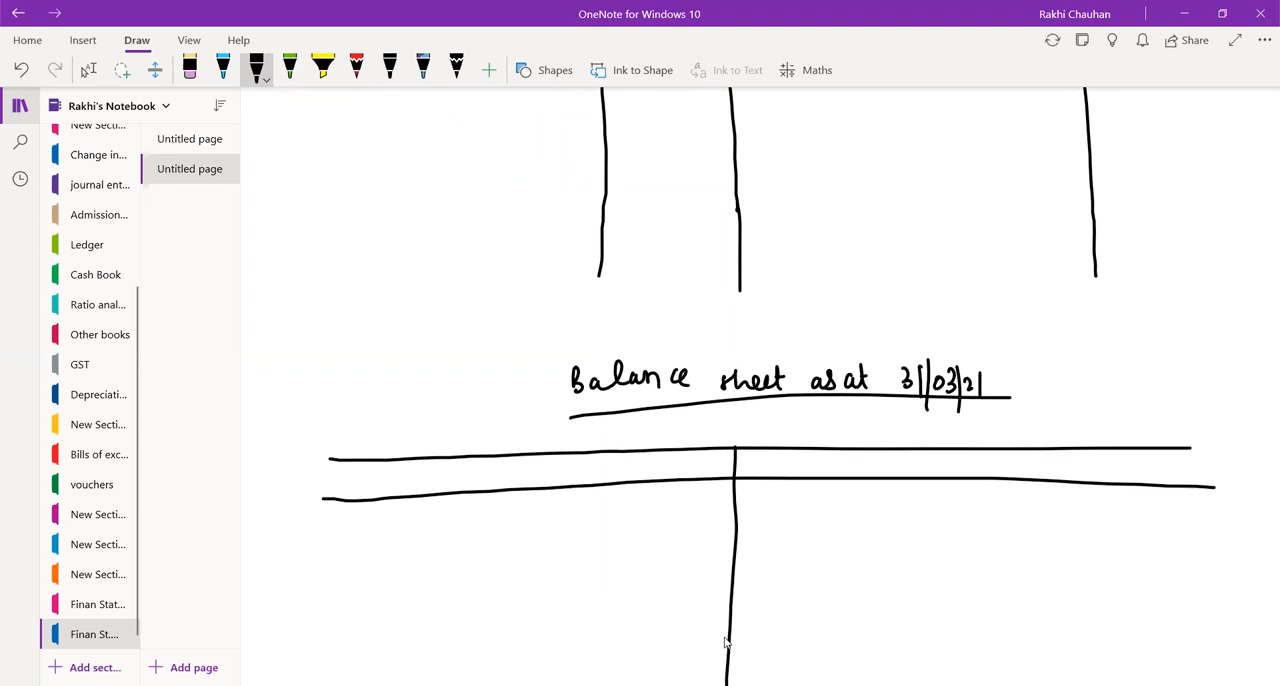 OneNote for Windows 10
Rakhi Chauhan
Home Insert Draw View Help
Share
Shapes Ink to Shape Ink to Text Maths
Rakhi's Notebook
New Secti...
Change in...
journal ent...
Admission...
Ledger
Cash Book
Ratio anal...
Other books
GST
Depreciati...
New Secti...
Bills of exc...
vouchers
New Secti...
New Secti...
New Secti...
Finan Stat...
Finan St....
Add sect...
Untitled page
Untitled page
Add page
Balance sheet as at 31/03/21